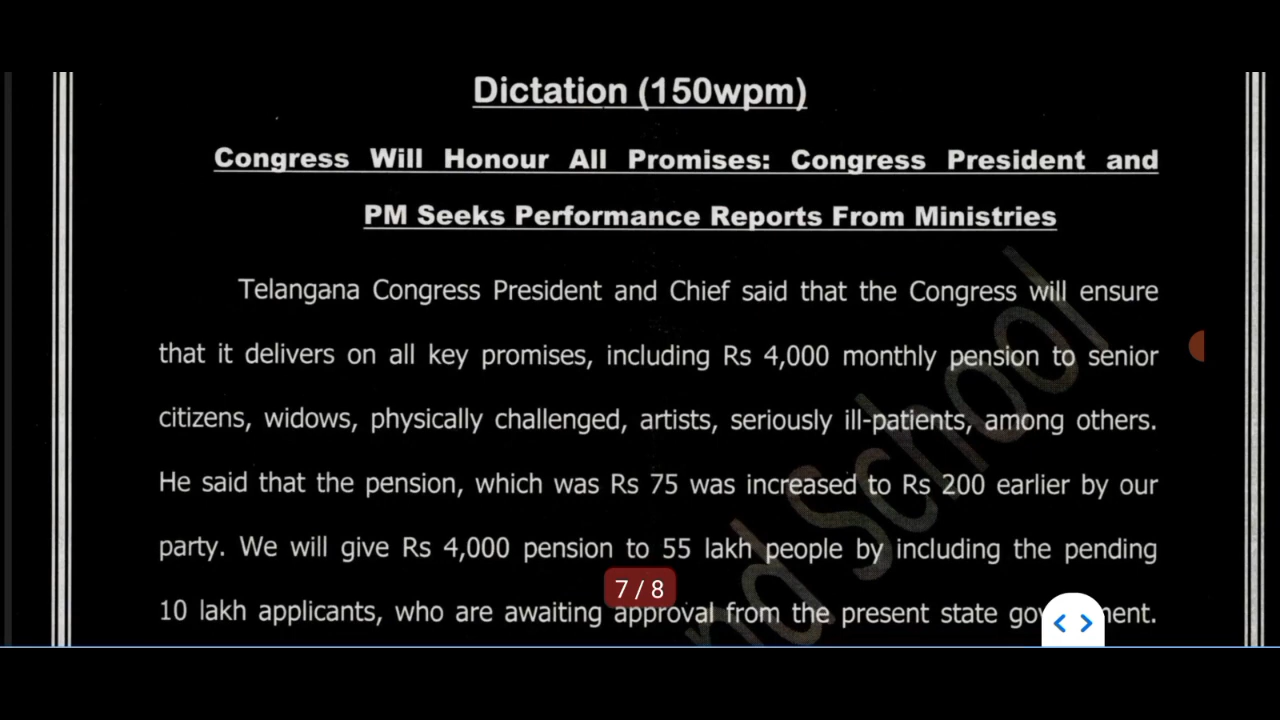 Dictation (150wpm)
Congress Will Honour All Promises: Congress President and
PM Seeks Performance Reports From Ministries
Telangana Congress President and Chief said that the Congress will ensure
that it delivers on all key promises, including Rs 4,000 monthly pension to senior
citizens, widows, physically challenged, artists, seriously ill-patients, among others.
He said that the pension, which was Rs 75 was increased to Rs 200 earlier by our
party. We will give Rs 4,000 pension to 55 lakh people by including the pending
7 / 8
10 lakh applicants, who are awaiting approval from the present state
nd School